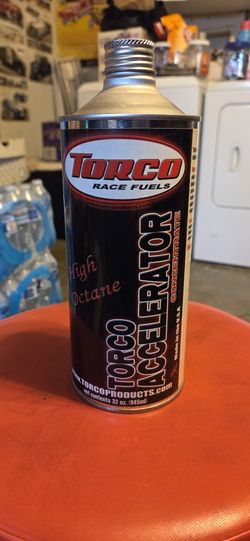 TORCO
RACE FUELS
High
Octane
TORCO
ACCELERATOR
CONCENTRATE
Made in the U.S.A
www.TORCOPRODUCTS.com
net contents 32 oz. (945ml)